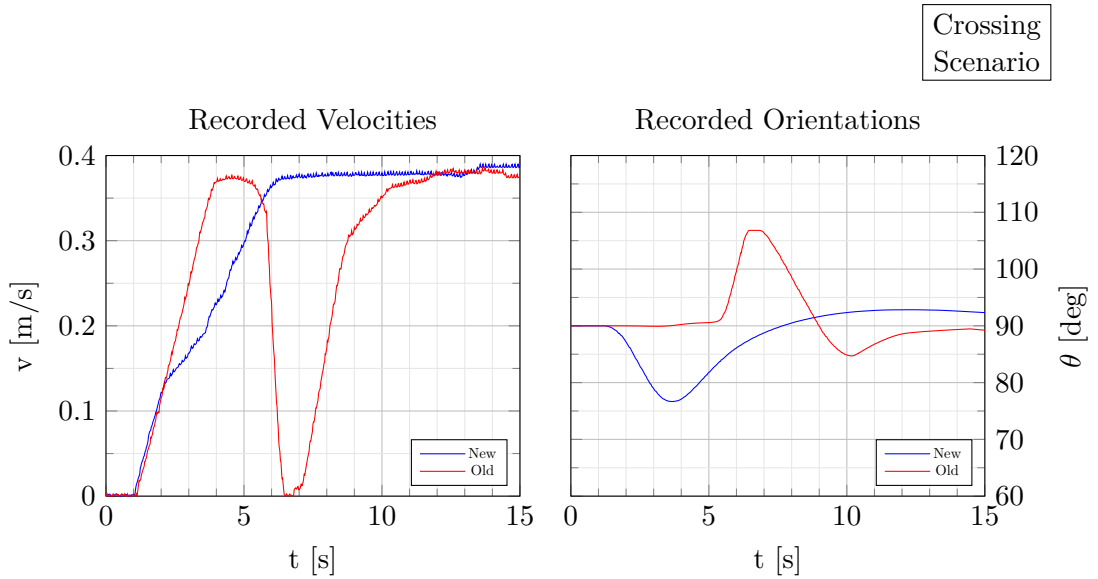 Crossing
Scenario
Recorded Velocities
Recorded Orientations
0.4
0.3
0.2
0.1
0
v [m/s]
0 5 10 15
t [s]
New
Old
120
110
100
90
80
70
60
θ [deg]
0 5 10 15
t [s]
New
Old